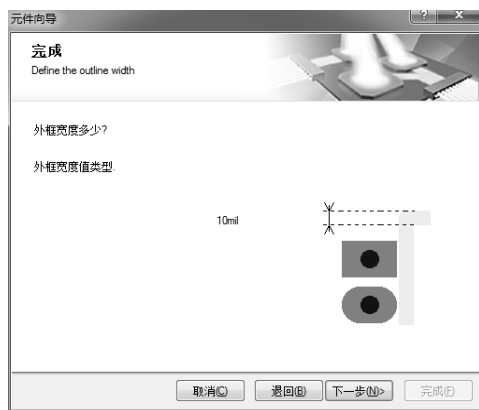 元件向导
完成
Define the outline width
外框宽度多少?
外框宽度值类型.
10mil
取消(C) 退回(B) 下一步(N)> 完成(F)